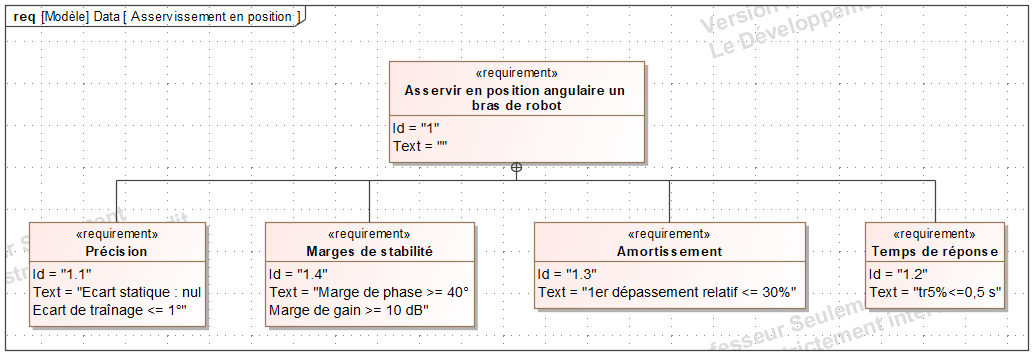 req [Modèle] Data [ Asservissement en position ]
Version
Le Développeme
«requirement»
Asservir en position angulaire un
bras de robot
Id = "1"
Text = ""
«requirement»
Précision
Id = "1.1"
Text = "Ecart statique : nul
Ecart de traînage <= 1°"
«requirement»
Marges de stabilité
Id = "1.4"
Text = "Marge de phase >= 40°
Marge de gain >= 10 dB"
«requirement»
Amortissement
Id = "1.3"
Text = "1er dépassement relatif <= 30%"
«requirement»
Temps de réponse
Id = "1.2"
Text = "tr5%<=0,5 s"
fesseur Seulem
strictement inter